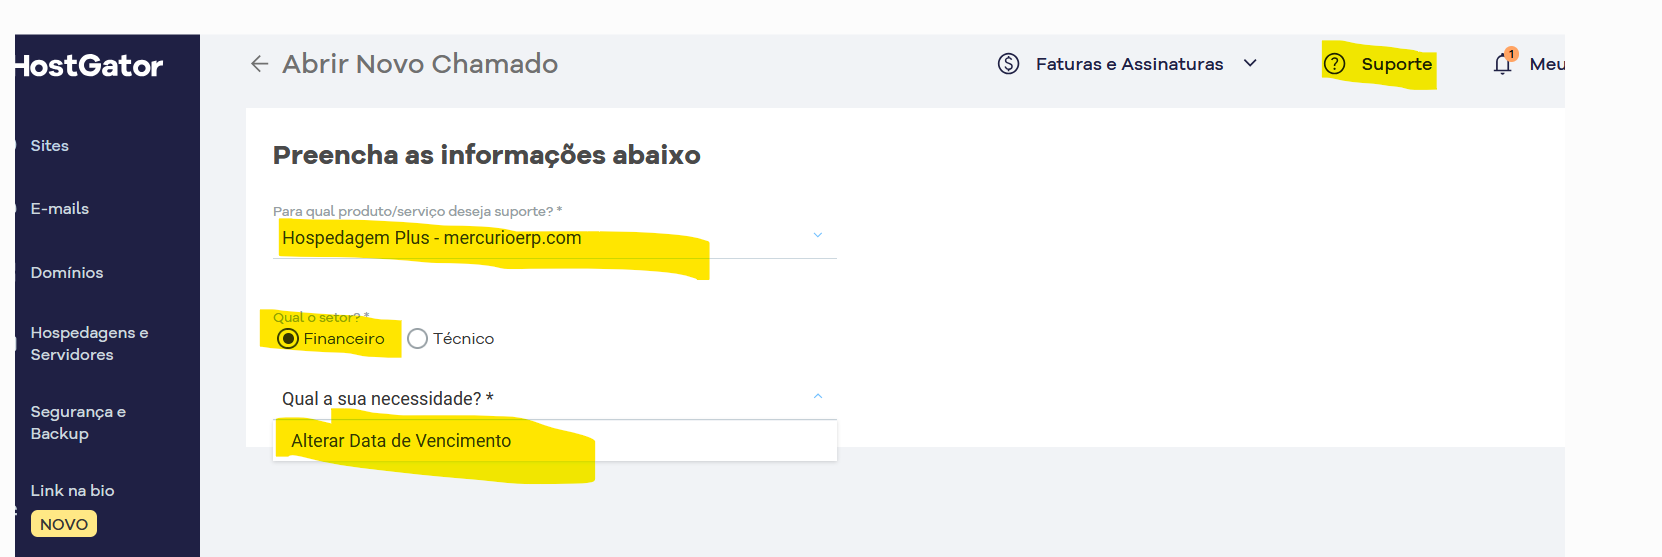 HostGator
Abrir Novo Chamado
Faturas e Assinaturas
Suporte
1
Meu
Sites
E-mails
Domínios
Hospedagens e
Servidores
Segurança e
Backup
Link na bio
NOVO
Preencha as informações abaixo
Para qual produto/serviço deseja suporte? *
Hospedagem Plus - mercurioerp.com
Qual o setor? *
Financeiro
Técnico
Qual a sua necessidade? *
Alterar Data de Vencimento